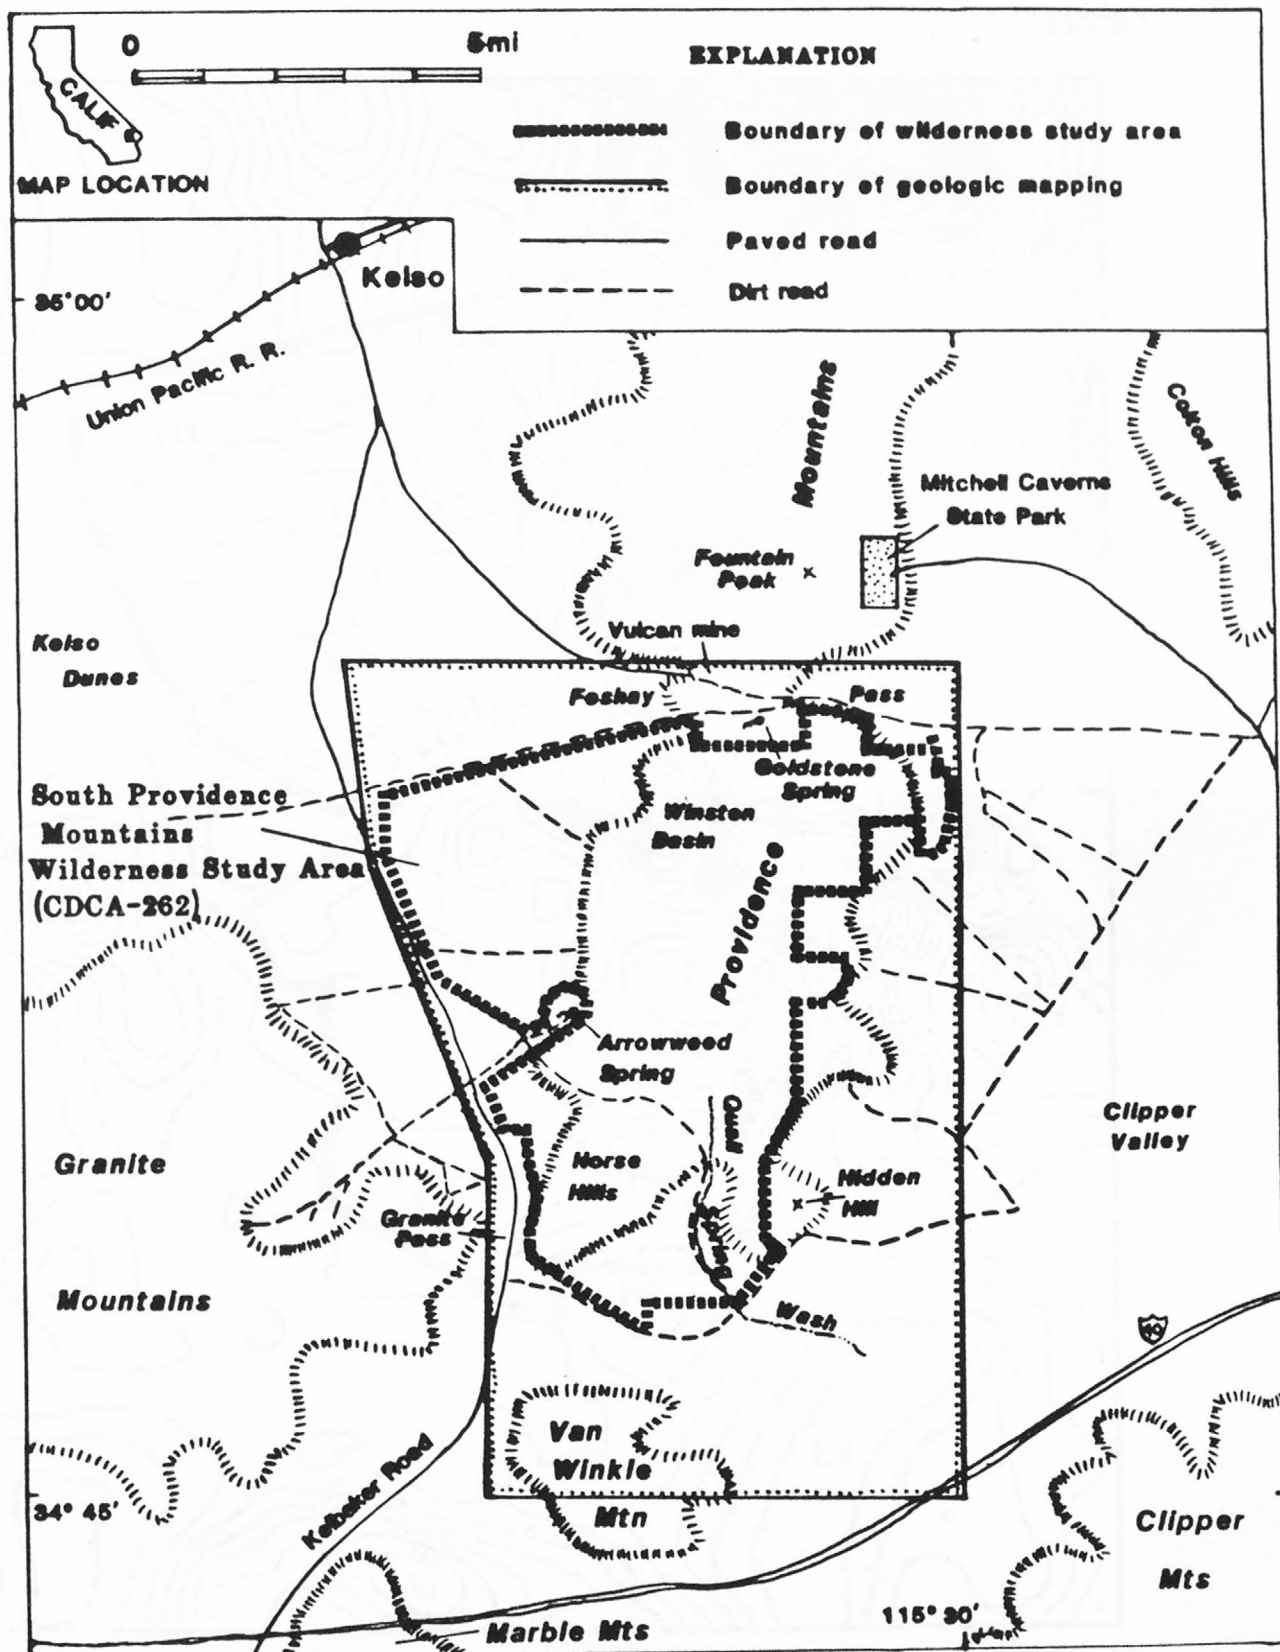 0 5mi
EXPLANATION
CALIF
MAP LOCATION
Boundary of wilderness study area
Boundary of geologic mapping
Paved road
Dirt road
Kelso
35°00'
Union Pacific R. R.
Mountains
Colton Hills
Mitchell Caverns
State Park
Fountain
Peak
Vulcan mine
Kelso
Dunes
Foshay Pass
Goldstone
Spring
South Providence
Mountains
Wilderness Study Area
(CDCA-262)
Winston
Basin
Providence
Arrowweed
Spring
Quail
Spring
Wash
Clipper
Valley
Granite
Mountains
Horse
Hills
Hidden
Hill
Granite
Pass
40
Van
Winkle
Mtn
Kelbaker Road
34° 45'
Clipper
Mts
115° 30'
Marble Mts